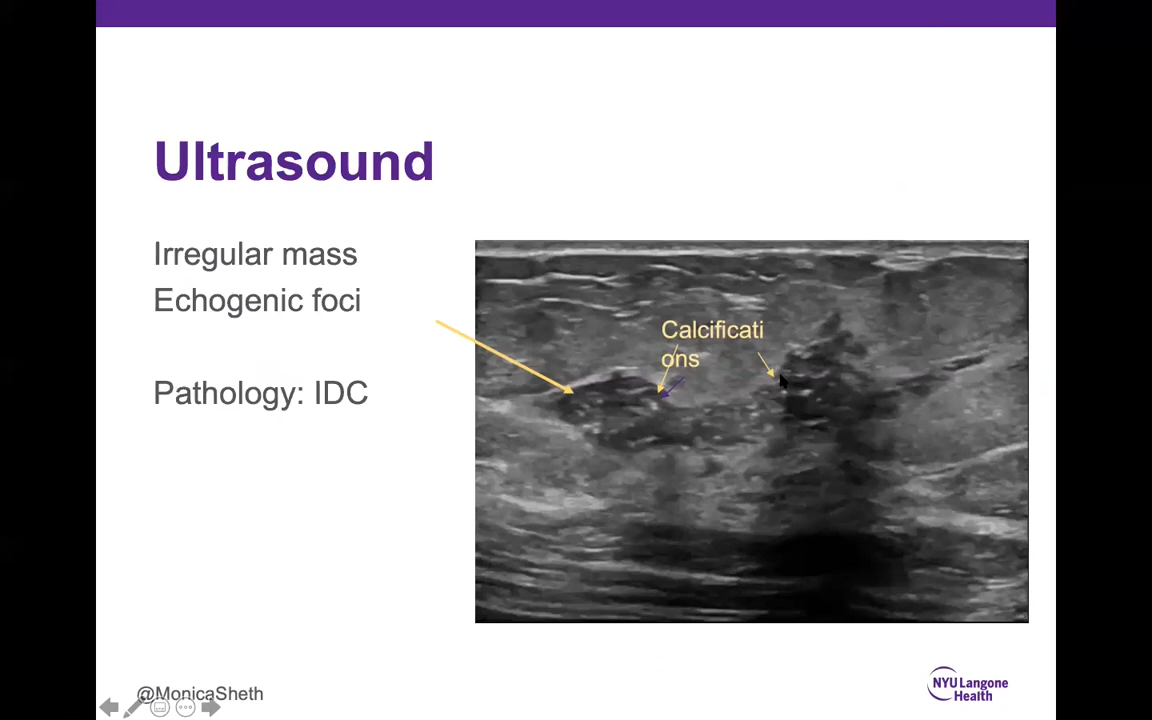 Ultrasound
Irregular mass
Echogenic foci
Pathology: IDC
Calcificati
ons
@MonicaSheth
NYU Langone
Health